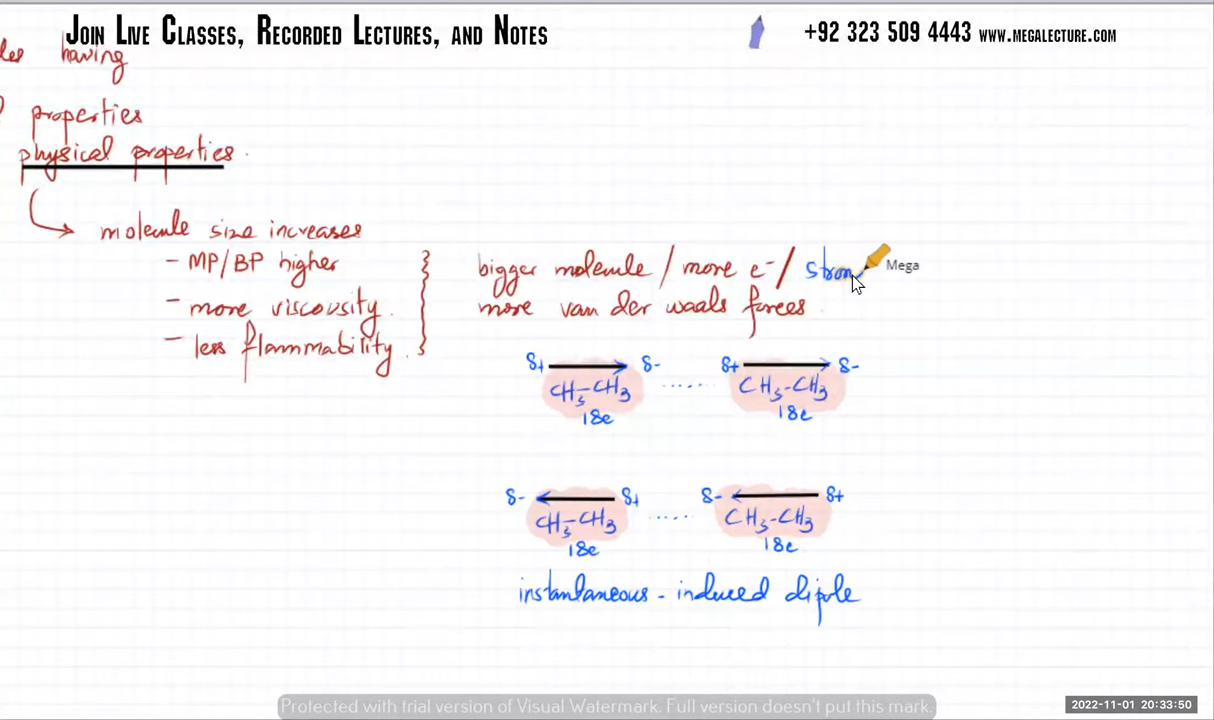 JOIN LIVE CLASSES, RECORDED LECTURES, AND NOTES
+92 323 509 4443 WWW.MEGALECTURE.COM
having
properties
physical properties.
molecule size increases
- MP/BP higher
- more viscousity.
- less flammability.
bigger molecule / more e⁻ / stron
Mega
more van der waals forces
δ+ δ- δ+ δ-
CH₃-CH₃ ...... CH₃-CH₃
18e 18e
δ- δ+ δ- δ+
CH₃-CH₃ ...... CH₃-CH₃
18e 18e
instantaneous - induced dipole
Protected with trial version of Visual Watermark. Full version doesn't put this mark.
2022-11-01 20:33:50